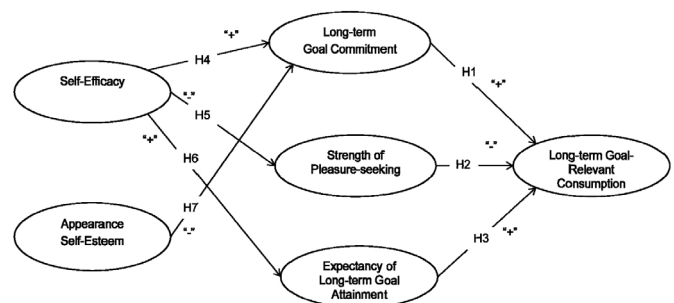 Long-term
Goal Commitment
"+"
H4
H1
"+"
Self-Efficacy
"-"
H5
"+"
H6
Strength of
Pleasure-seeking
"-"
H2
Long-term Goal-
Relevant
Consumption
H7
"-"
Appearance
Self-Esteem
H3
"+"
Expectancy of
Long-term Goal
Attainment